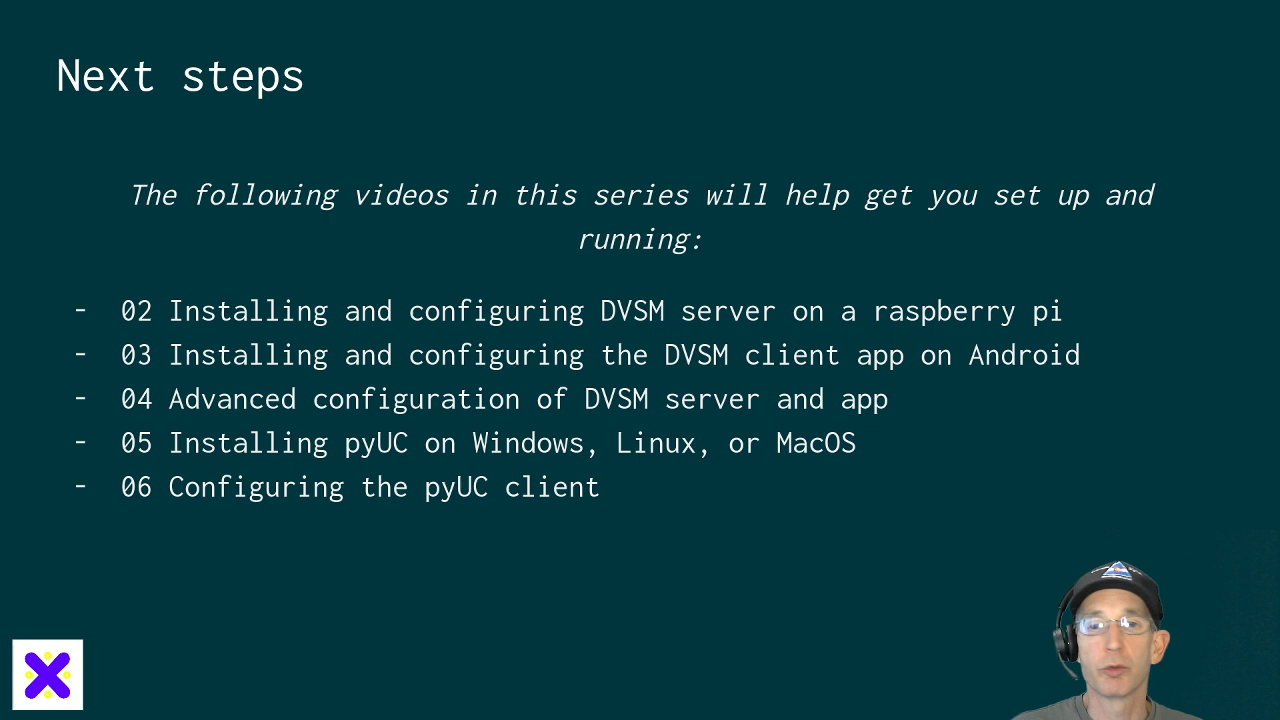 Next steps
The following videos in this series will help get you set up and
running:
- 02 Installing and configuring DVSM server on a raspberry pi
- 03 Installing and configuring the DVSM client app on Android
- 04 Advanced configuration of DVSM server and app
- 05 Installing pyUC on Windows, Linux, or MacOS
- 06 Configuring the pyUC client